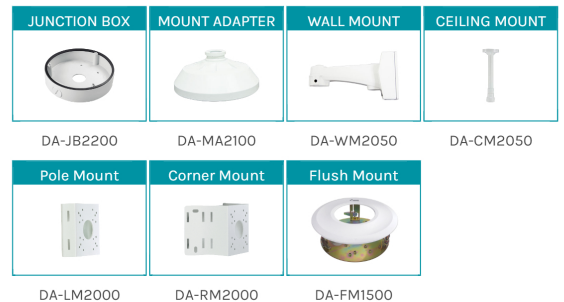 JUNCTION BOX
MOUNT ADAPTER
WALL MOUNT
CEILING MOUNT
DA-JB2200
DA-MA2100
DA-WM2050
DA-CM2050
Pole Mount
Corner Mount
Flush Mount
DA-LM2000
DA-RM2000
DA-FM1500